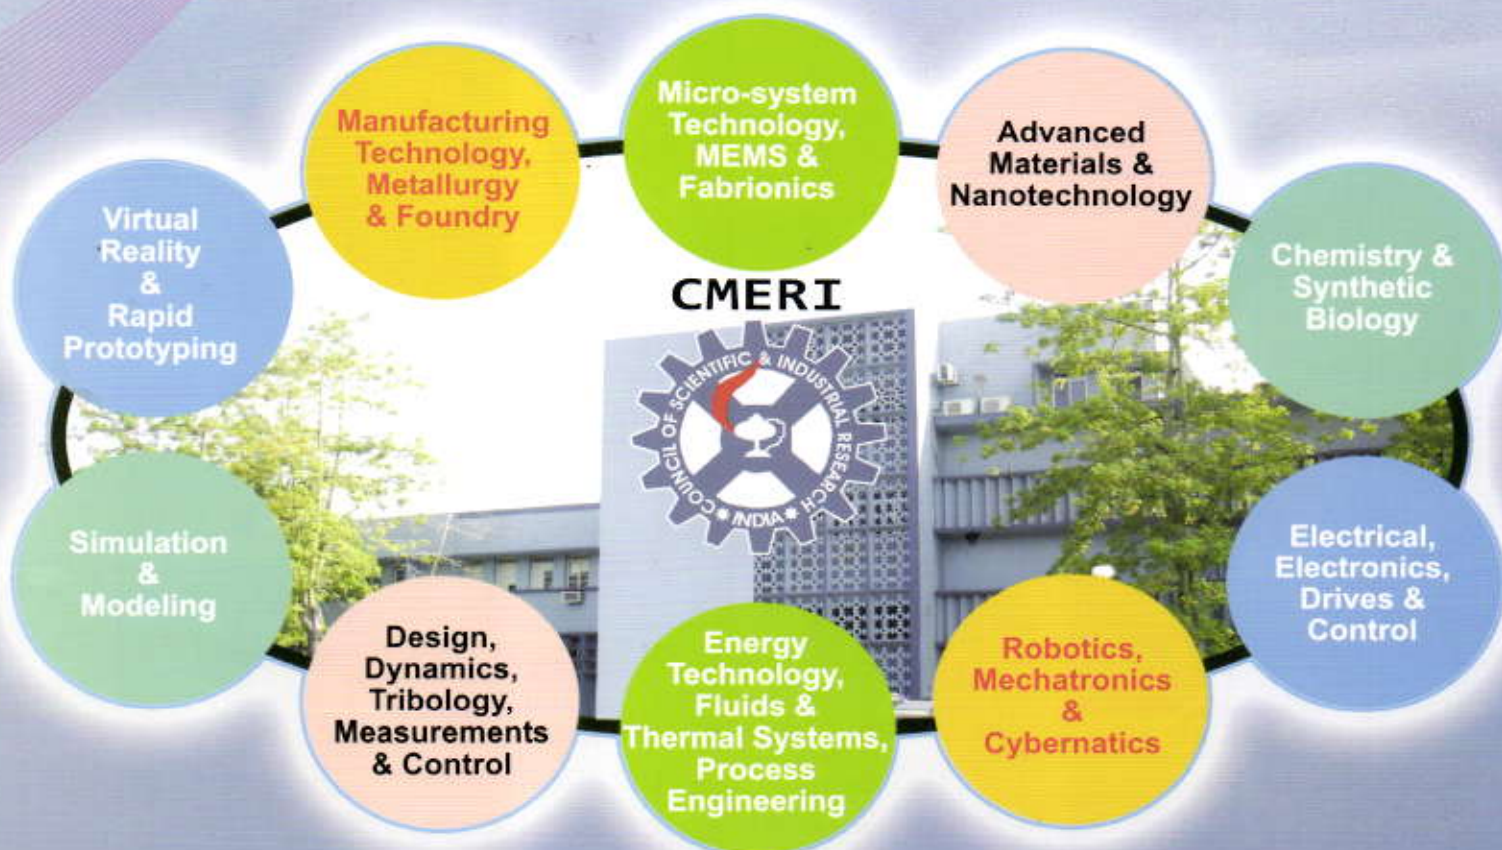 Micro-system
Technology,
MEMS &
Fabrionics
Manufacturing
Technology,
Metallurgy
& Foundry
Advanced
Materials &
Nanotechnology
Virtual
Reality
&
Rapid
Prototyping
Chemistry &
Synthetic
Biology
CMERI
COUNCIL OF SCIENTIFIC & INDUSTRIAL RESEARCH
INDIA
Simulation
&
Modeling
Electrical,
Electronics,
Drives &
Control
Design,
Dynamics,
Tribology,
Measurements
& Control
Energy
Technology,
Fluids &
Thermal Systems,
Process
Engineering
Robotics,
Mechatronics
&
Cybernatics